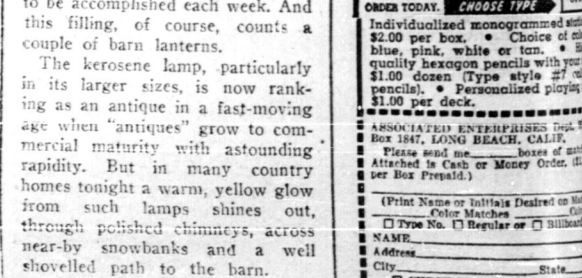 to be accomplished each week. And
this filling, of course, counts a
couple of barn lanterns.
The kerosene lamp, particularly
in its larger sizes, is now rank-
ing as an antique in a fast-moving
age when "antiques" grow to com-
mercial maturity with astounding
rapidity. But in many country
homes tonight a warm, yellow glow
from such lamps shines out,
through polished chimneys, across
near-by snowbanks and a well
shovelled path to the barn.
ORDER TODAY. CHOOSE TYPE
Individualized monogrammed
$2.00 per box. • Choice of
blue, pink, white or tan. •
quality hexagon pencils with your
$1.00 dozen (Type style #7
pencils). • Personalized playing
$1.00 per deck.
ASSOCIATED ENTERPRISES Dept.
Box 1847, LONG BEACH, CALIF.
Please send me boxes of
Attached is Cash or Money Order.
per Box Prepaid.)
(Print Name or Initials Desired on
Color Matches
Type No. Regular or
NAME
Address
City State